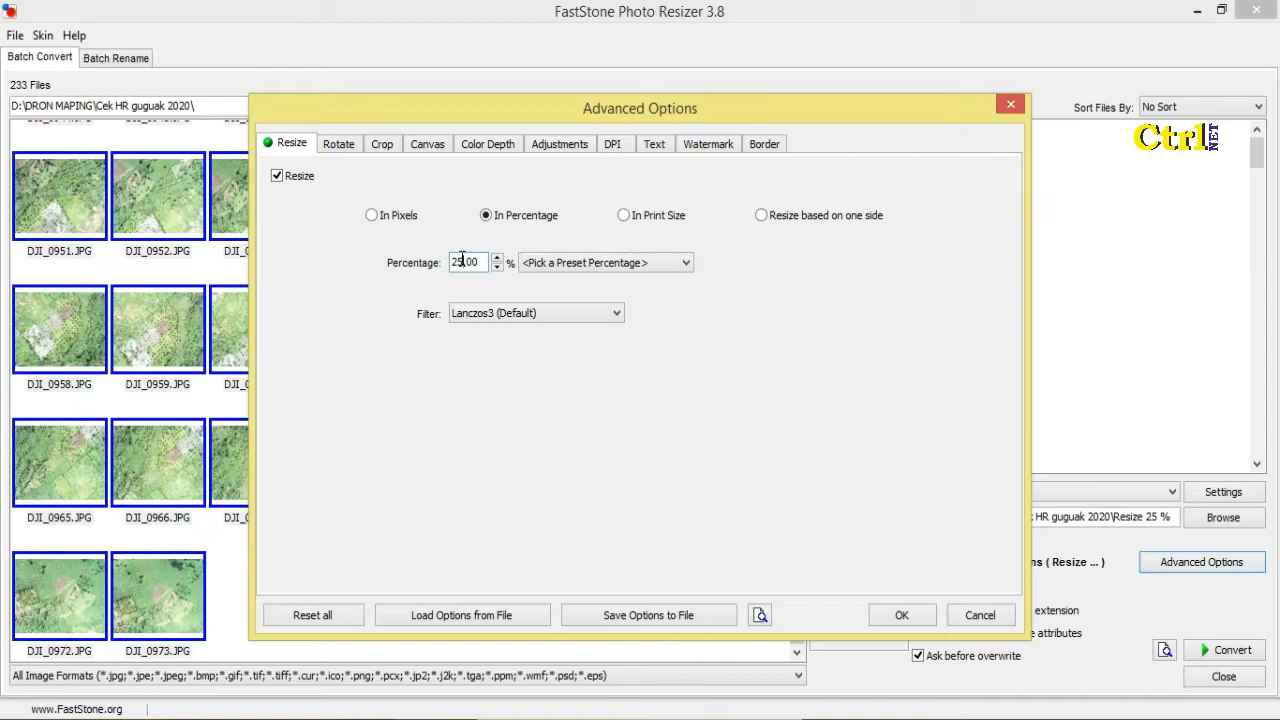 FastStone Photo Resizer 3.8
File Skin Help
Batch Convert Batch Rename
233 Files
D:\DRON MAPING\Cek HR guguak 2020\
Sort Files By: No Sort
Ctrl NET
Advanced Options
Resize Rotate Crop Canvas Color Depth Adjustments DPI Text Watermark Border
Resize
In Pixels In Percentage In Print Size Resize based on one side
Percentage: 25.00 % <Pick a Preset Percentage>
Filter: Lanczos3 (Default)
DJI_0951.JPG DJI_0952.JPG
DJI_0958.JPG DJI_0959.JPG
DJI_0965.JPG DJI_0966.JPG
DJI_0972.JPG DJI_0973.JPG
Settings
HR guguak 2020\Resize 25 % Browse
ns ( Resize ... ) Advanced Options
Reset all Load Options from File Save Options to File OK Cancel
extension
attributes
Ask before overwrite
Convert
All Image Formats (*.jpg;*.jpe;*.jpeg;*.bmp;*.gif;*.tif;*.tiff;*.cur;*.ico;*.png;*.pcx;*.jp2;*.j2k;*.tga;*.ppm;*.wmf;*.psd;*.eps)
Close
www.FastStone.org